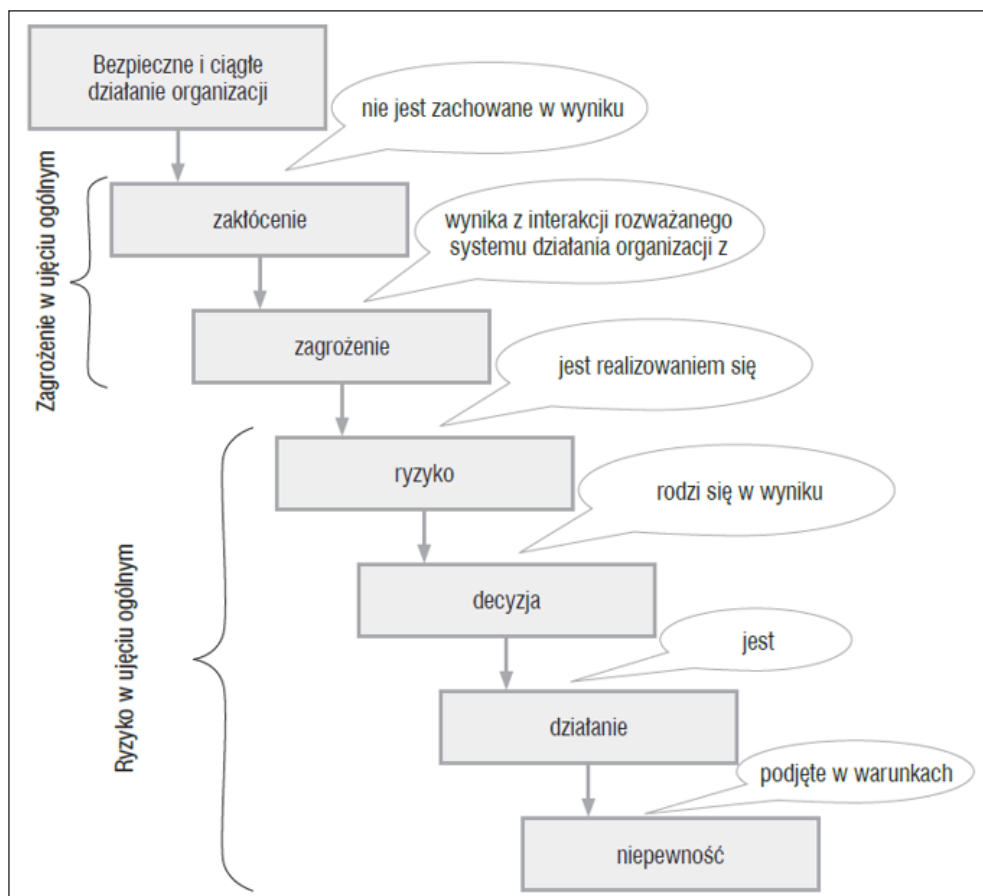 Bezpieczne i ciągłe
działanie organizacji
nie jest zachowane w wyniku
Zagrożenie w ujęciu ogólnym
zakłócenie
wynika z interakcji rozważanego
systemu działania organizacji z
zagrożenie
jest realizowaniem się
Ryzyko w ujęciu ogólnym
ryzyko
rodzi się w wyniku
decyzja
jest
działanie
podjęte w warunkach
niepewność